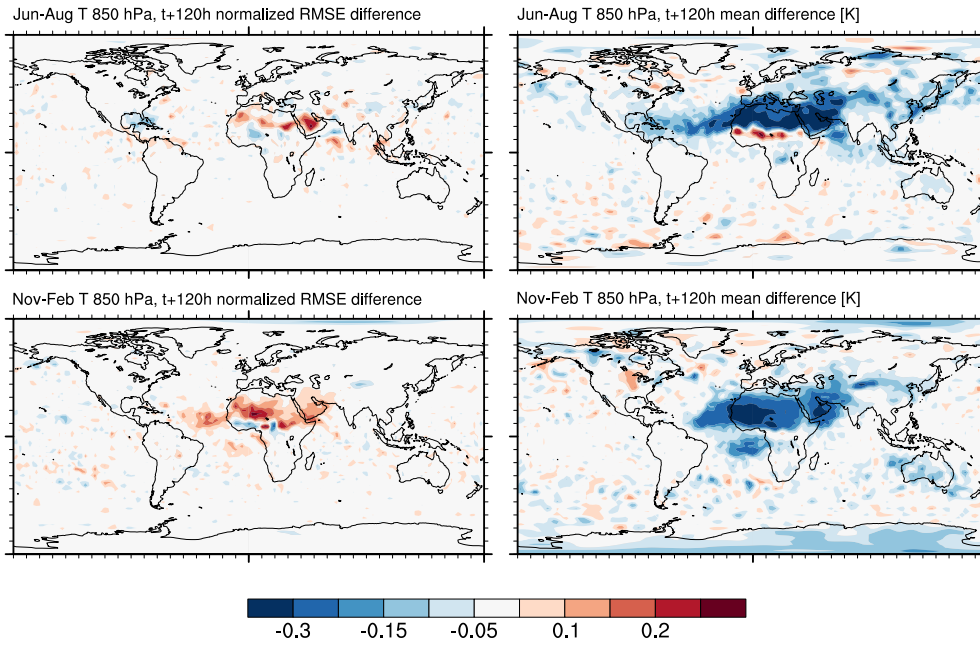 Jun-Aug T 850 hPa, t+120h normalized RMSE difference
Jun-Aug T 850 hPa, t+120h mean difference [K]
Nov-Feb T 850 hPa, t+120h normalized RMSE difference
Nov-Feb T 850 hPa, t+120h mean difference [K]
-0.3 -0.15 -0.05 0.1 0.2